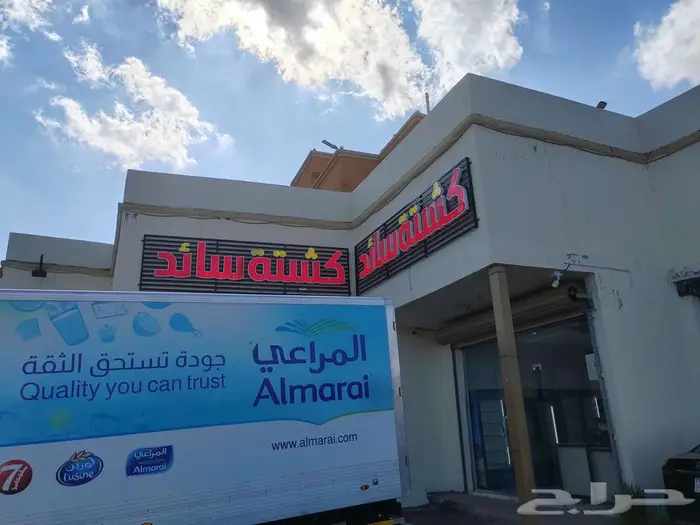 كشتة سائد
كشتة سائد
جودة تستحق الثقة
Quality you can trust
المراعي
Almarai
www.almarai.com
7
لوزين
L'usine
المراعي
Almarai
حراج